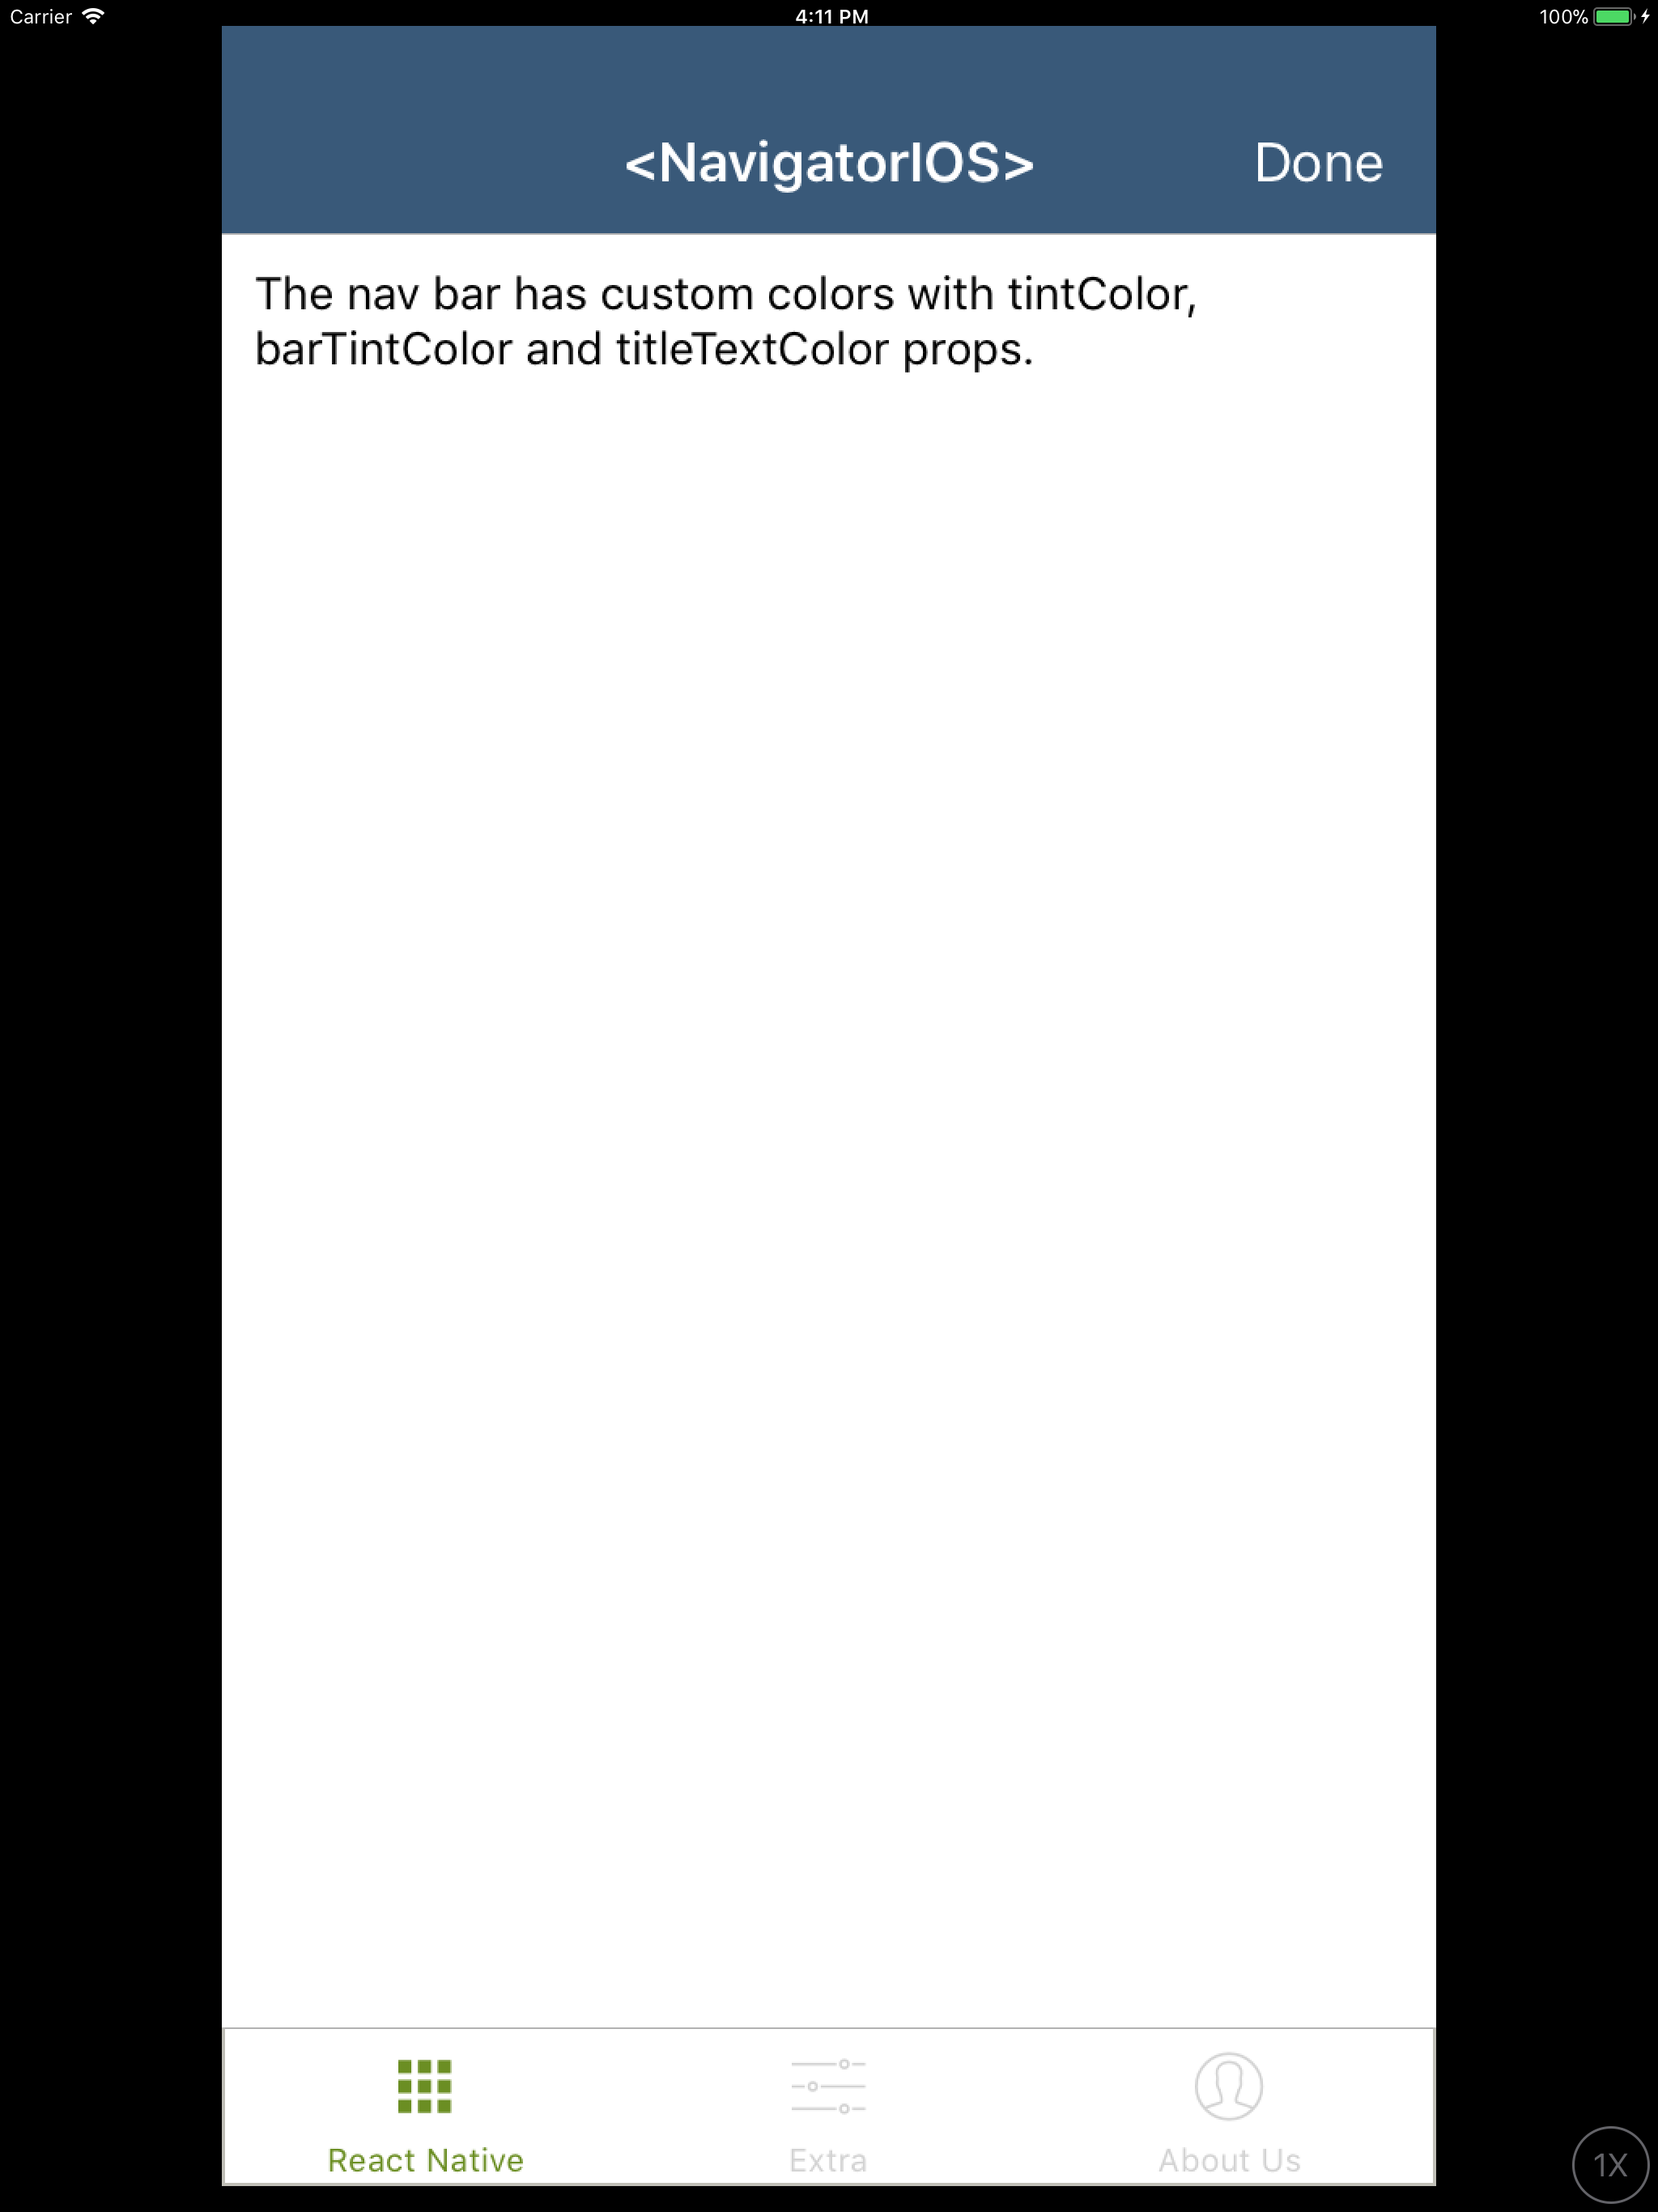 Carrier 4:11 PM 100%
<NavigatorIOS> Done
The nav bar has custom colors with tintColor,
barTintColor and titleTextColor props.
React Native Extra About Us
1X